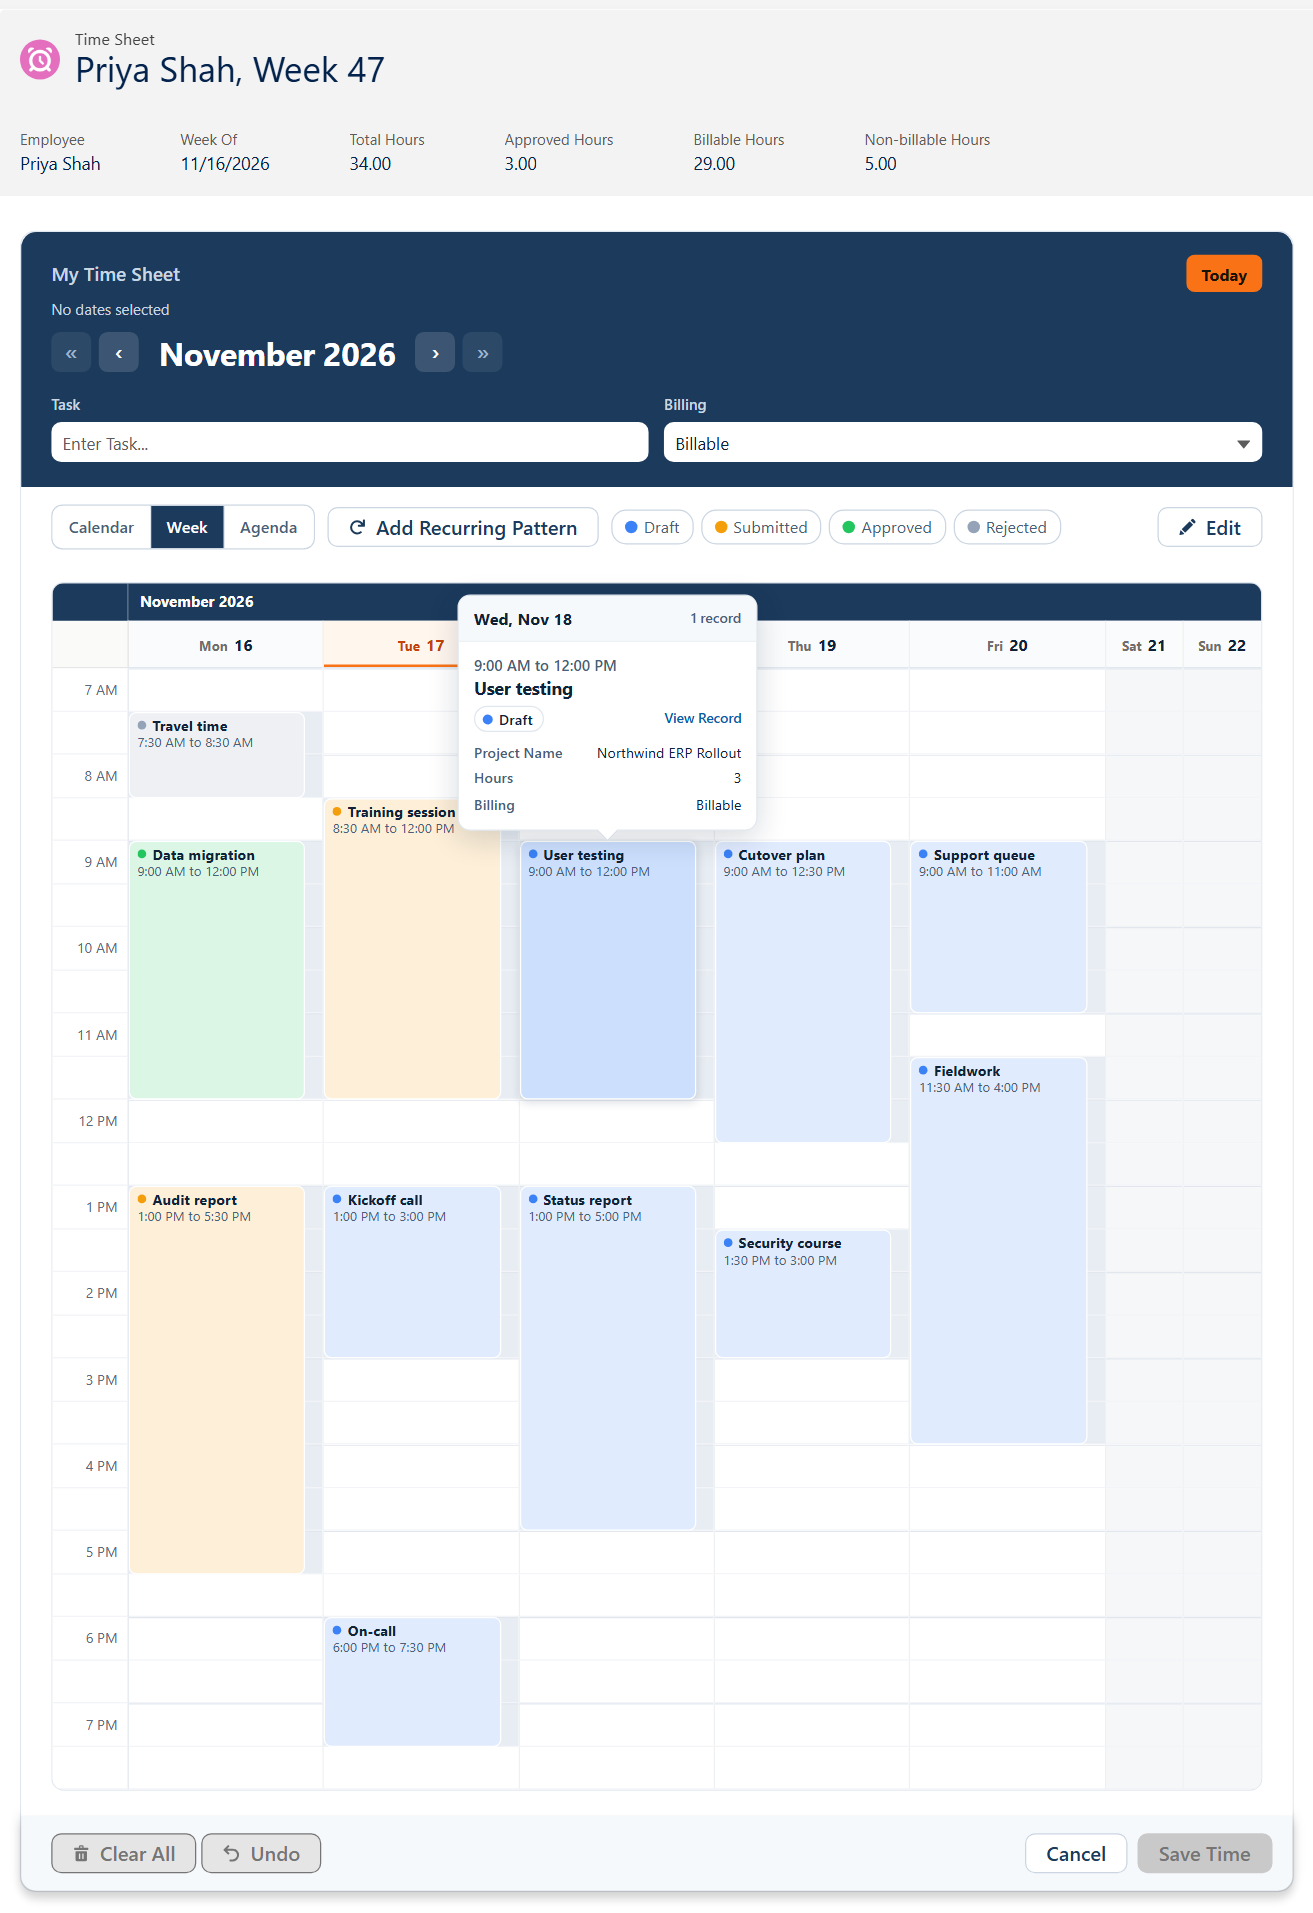 Time Sheet
Priya Shah, Week 47
Employee
Priya Shah
Week Of
11/16/2026
Total Hours
34.00
Approved Hours
3.00
Billable Hours
29.00
Non-billable Hours
5.00
My Time Sheet
Today
No dates selected
« ‹ November 2026 › »
Task
Enter Task...
Billing
Billable
Calendar Week Agenda Add Recurring Pattern Draft Submitted Approved Rejected Edit
November 2026
Mon 16 Tue 17 Thu 19 Fri 20 Sat 21 Sun 22
Wed, Nov 18 1 record
9:00 AM to 12:00 PM
User testing
Draft View Record
Project Name Northwind ERP Rollout
Hours 3
Billing Billable
7 AM
8 AM
9 AM
10 AM
11 AM
12 PM
1 PM
2 PM
3 PM
4 PM
5 PM
6 PM
7 PM
Travel time
7:30 AM to 8:30 AM
Data migration
9:00 AM to 12:00 PM
Audit report
1:00 PM to 5:30 PM
Training session
8:30 AM to 12:00 PM
Kickoff call
1:00 PM to 3:00 PM
On-call
6:00 PM to 7:30 PM
User testing
9:00 AM to 12:00 PM
Status report
1:00 PM to 5:00 PM
Cutover plan
9:00 AM to 12:30 PM
Security course
1:30 PM to 3:00 PM
Support queue
9:00 AM to 11:00 AM
Fieldwork
11:30 AM to 4:00 PM
Clear All Undo Cancel Save Time